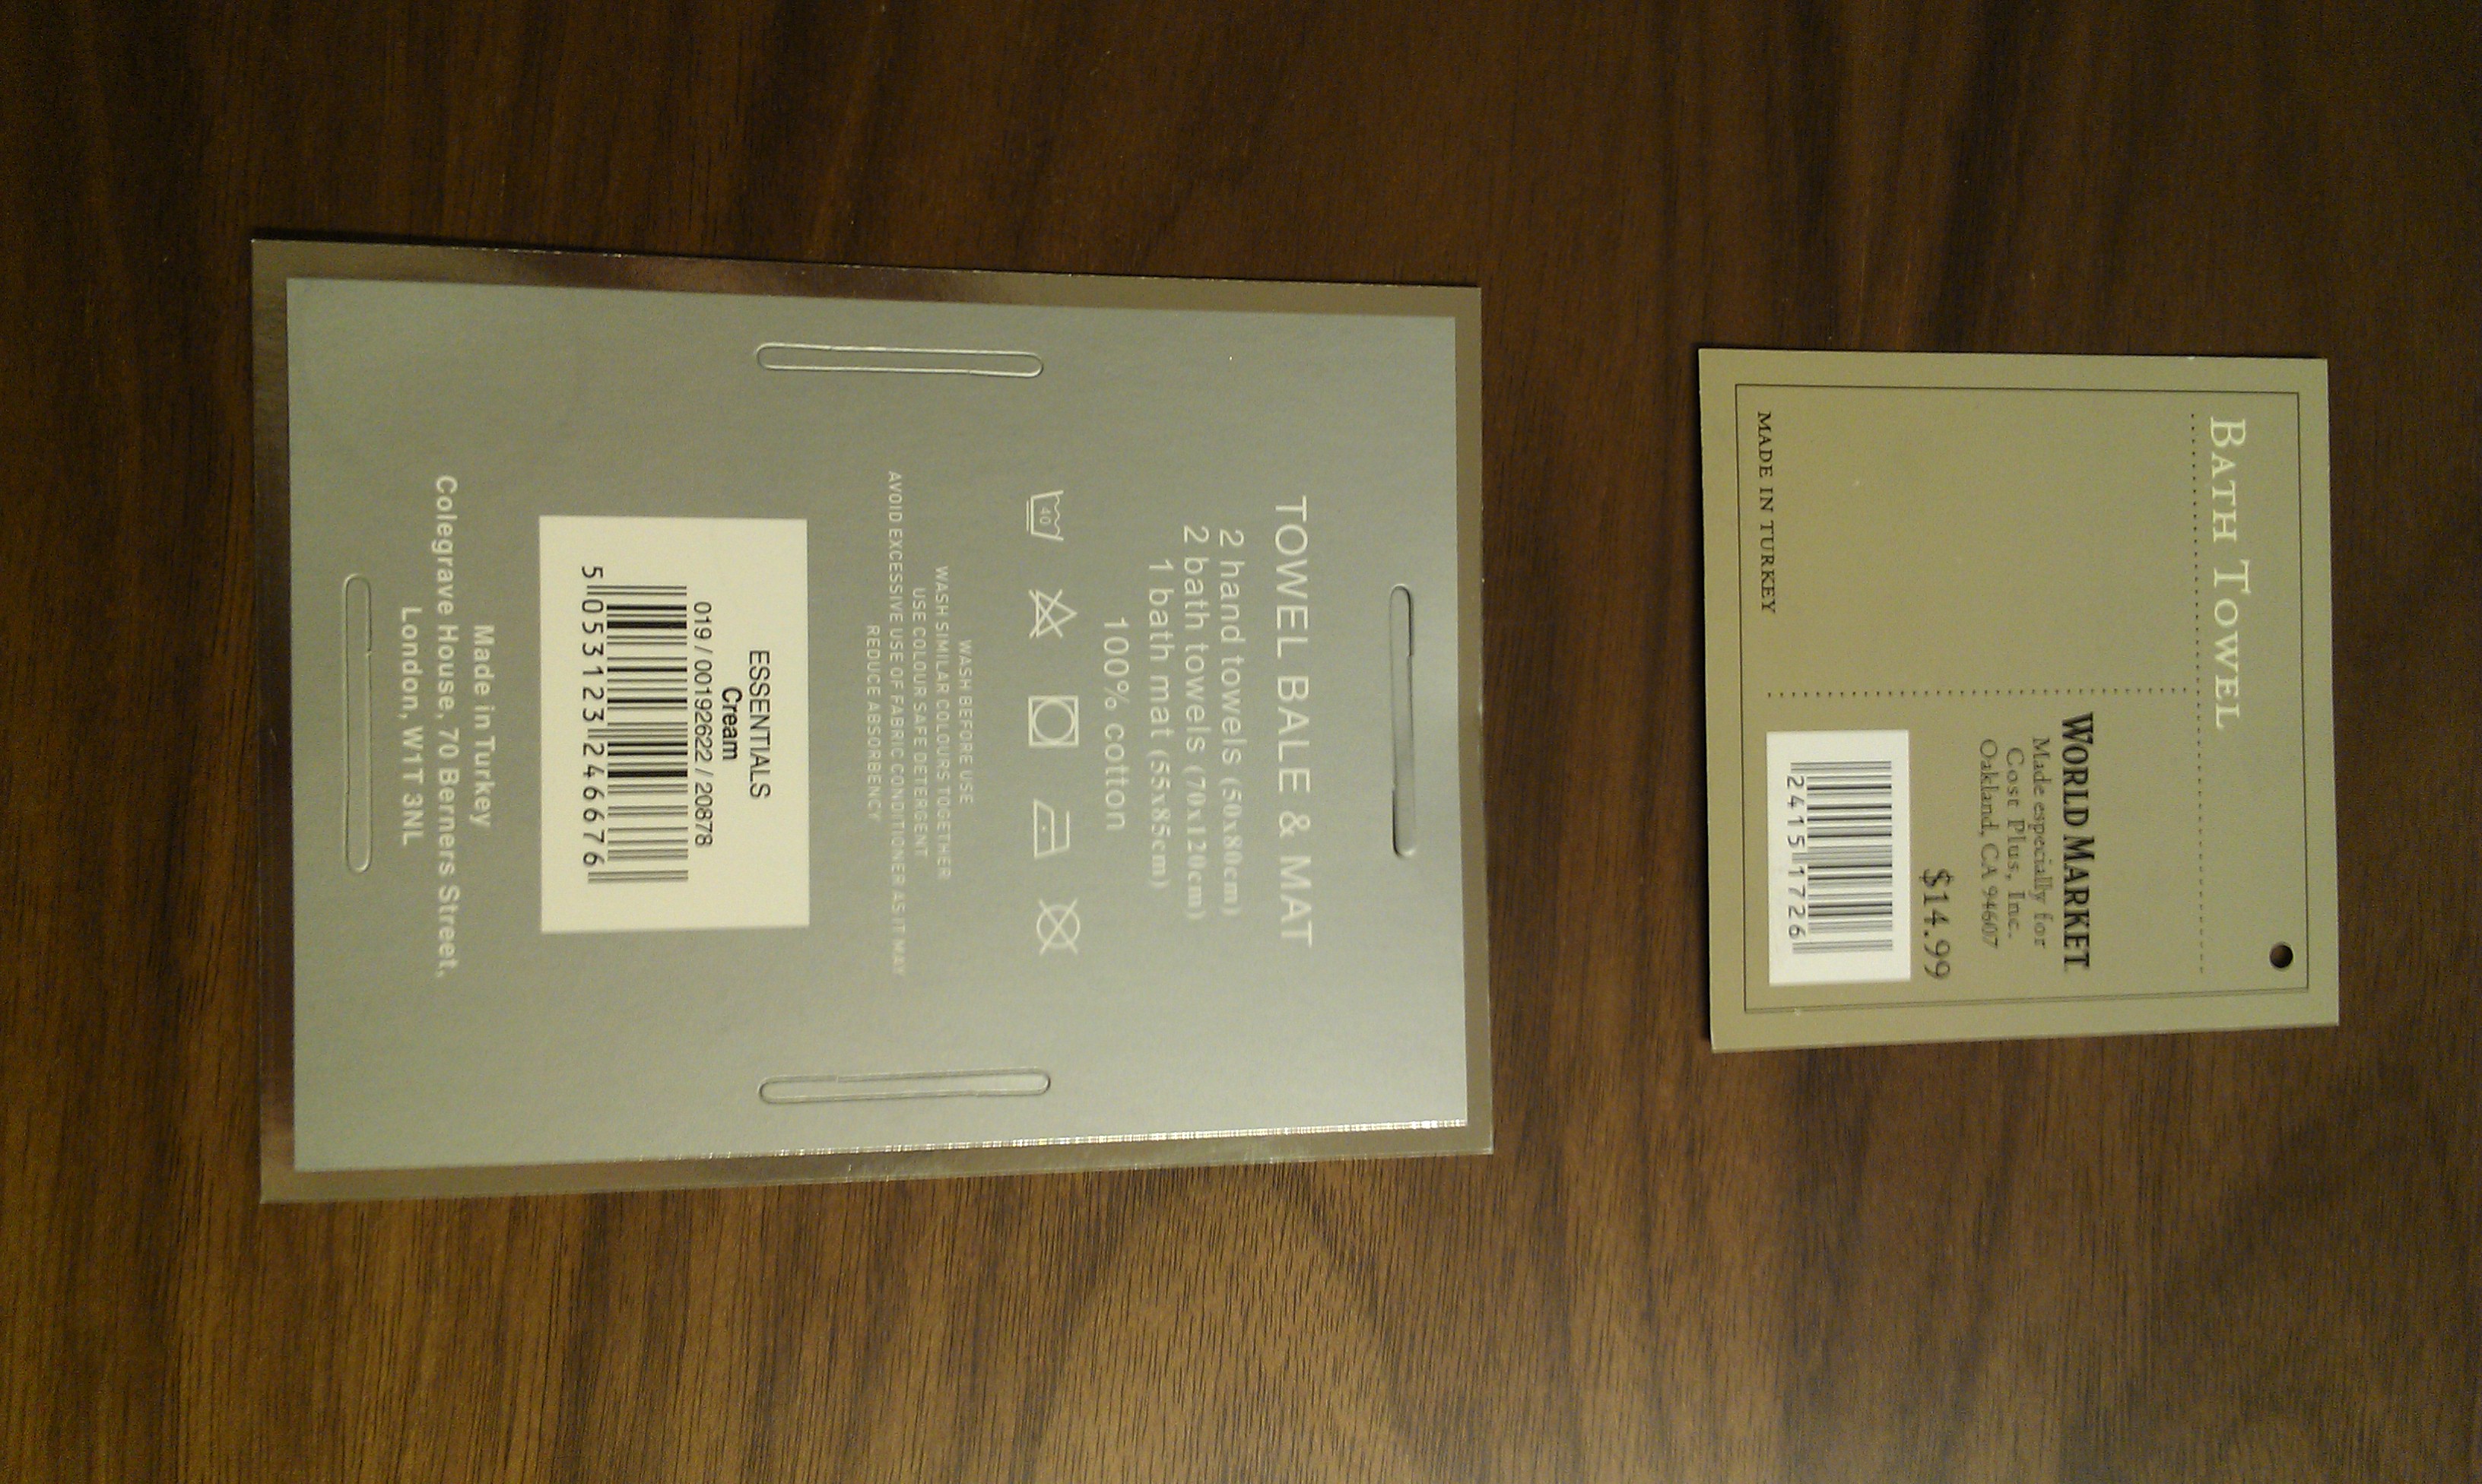 TOWEL BALE & MAT
2 hand towels (50x80cm)
2 bath towels (70x120cm)
1 bath mat (55x85cm)
100% cotton
40
WASH BEFORE USE
WASH SIMILAR COLOURS TOGETHER
USE COLOUR SAFE DETERGENT
AVOID EXCESSIVE USE OF FABRIC CONDITIONER AS IT MAY
REDUCE ABSORBENCY
ESSENTIALS
Cream
019 / 00192622 / 20878
5 053123 246676
Made in Turkey
Colegrave House, 70 Berners Street,
London, W1T 3NL
BATH TOWEL
WORLD MARKET
Made especially for
Cost Plus, Inc.
Oakland, CA 94607
$14.99
2415 1726
MADE IN TURKEY